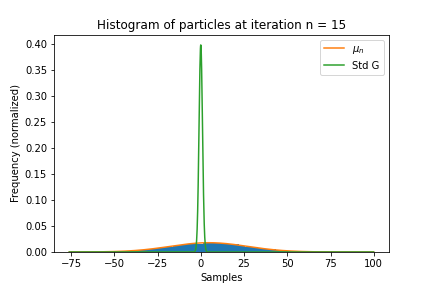 Histogram of particles at iteration n = 15
Frequency (normalized)
0.40
0.35
0.30
0.25
0.20
0.15
0.10
0.05
0.00
μₙ
Std G
−75 −50 −25 0 25 50 75 100
Samples